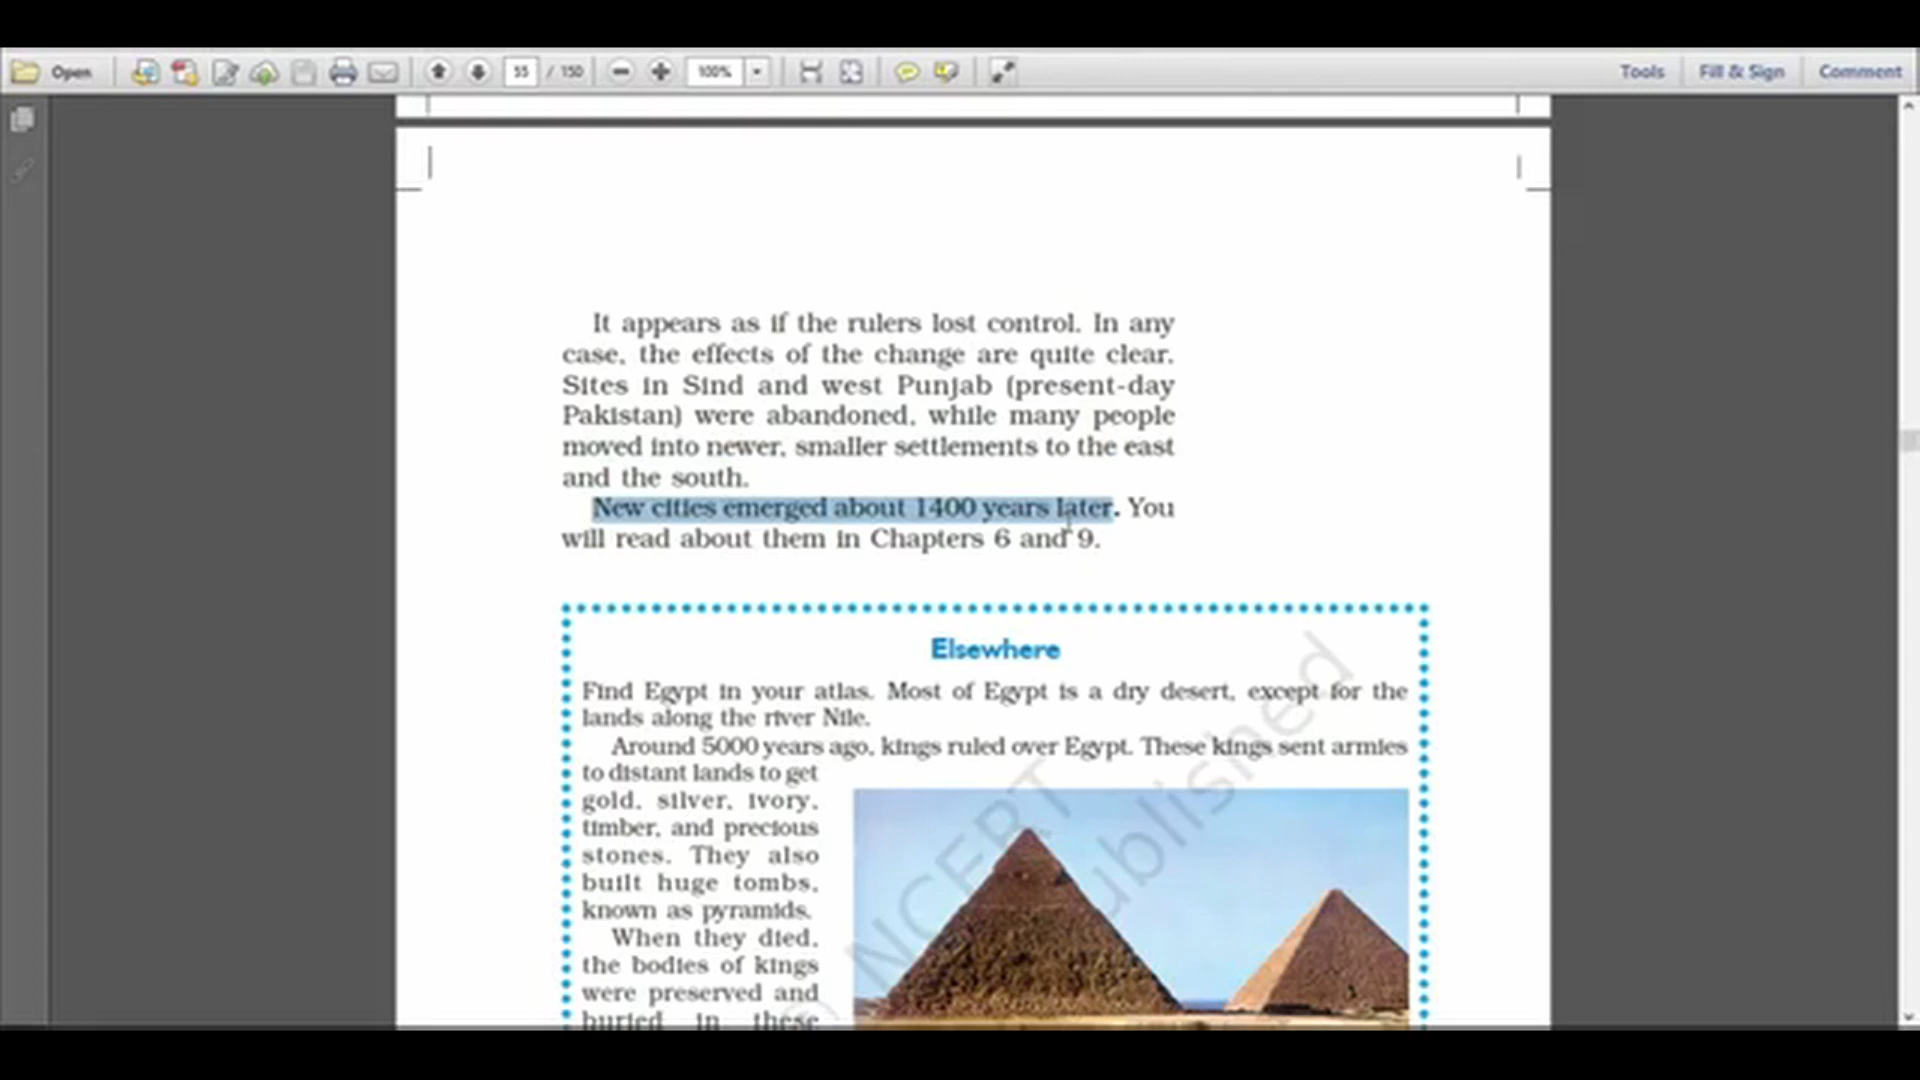 Open
55 / 150
100%
Tools
Fill & Sign
Comment
It appears as if the rulers lost control. In any
case, the effects of the change are quite clear.
Sites in Sind and west Punjab (present-day
Pakistan) were abandoned, while many people
moved into newer, smaller settlements to the east
and the south.
New cities emerged about 1400 years later. You
will read about them in Chapters 6 and 9.
Elsewhere
Find Egypt in your atlas. Most of Egypt is a dry desert, except for the
lands along the river Nile.
Around 5000 years ago, kings ruled over Egypt. These kings sent armies
to distant lands to get
gold, silver, ivory,
timber, and precious
stones. They also
built huge tombs,
known as pyramids.
When they died,
the bodies of kings
were preserved and
buried in these
© NCERT
ublished